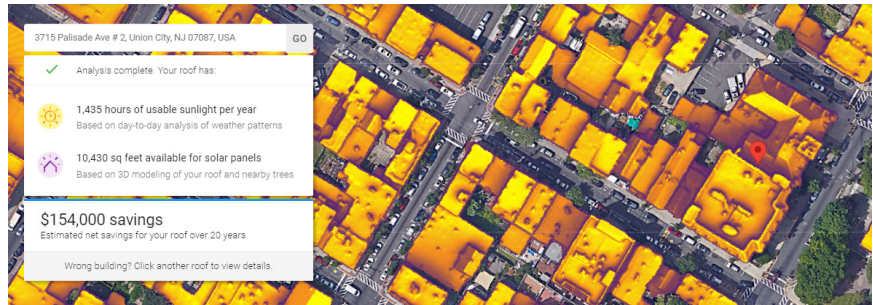 3715 Palisade Ave # 2, Union City, NJ 07087, USA
GO
Analysis complete. Your roof has:
1,435 hours of usable sunlight per year
Based on day-to-day analysis of weather patterns
10,430 sq feet available for solar panels
Based on 3D modeling of your roof and nearby trees
$154,000 savings
Estimated net savings for your roof over 20 years
Wrong building? Click another roof to view details.